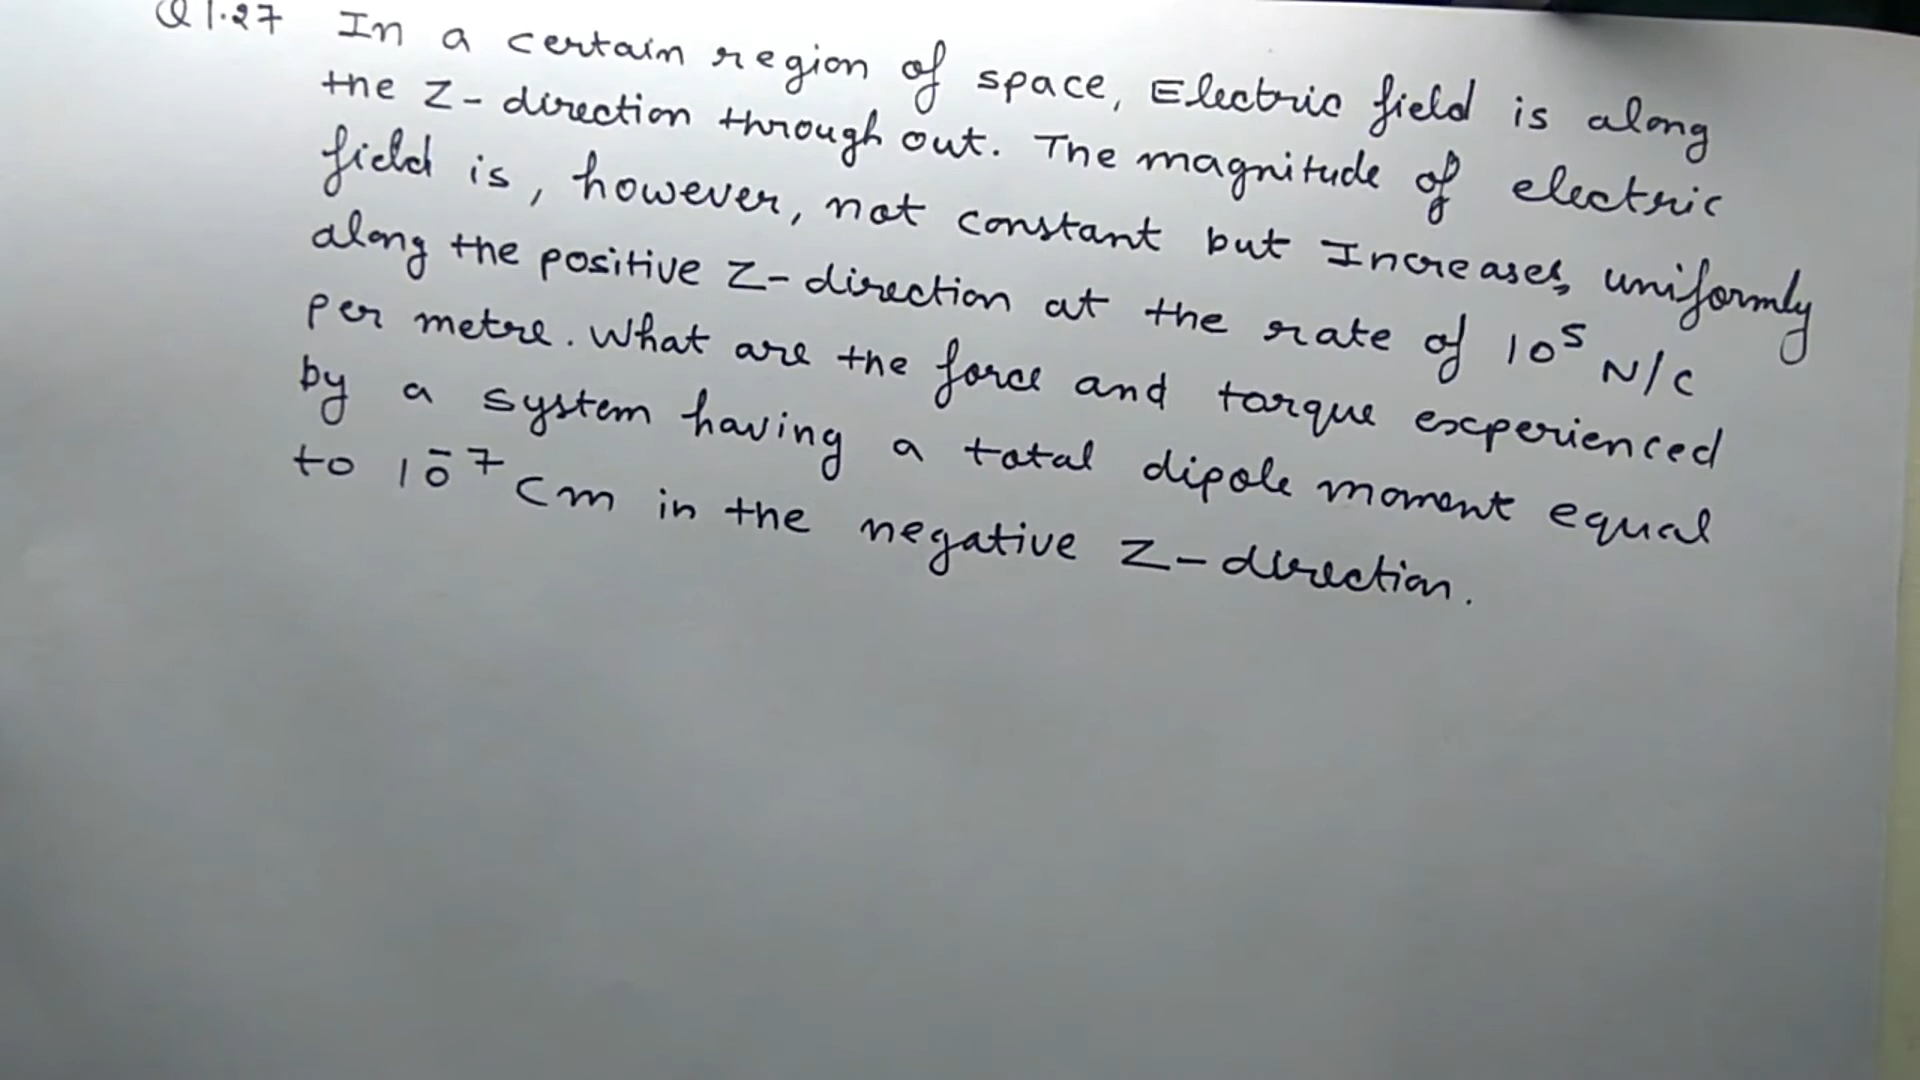 Q 1.27 In a certain region of space, Electric field is along
the Z-direction through out. The magnitude of electric
field is, however, not constant but Increases, uniformly
along the positive Z-direction at the rate of 10⁵ N/C
per metre. What are the force and torque experienced
by a system having a total dipole moment equal
to 10⁻⁷ Cm in the negative Z-direction.